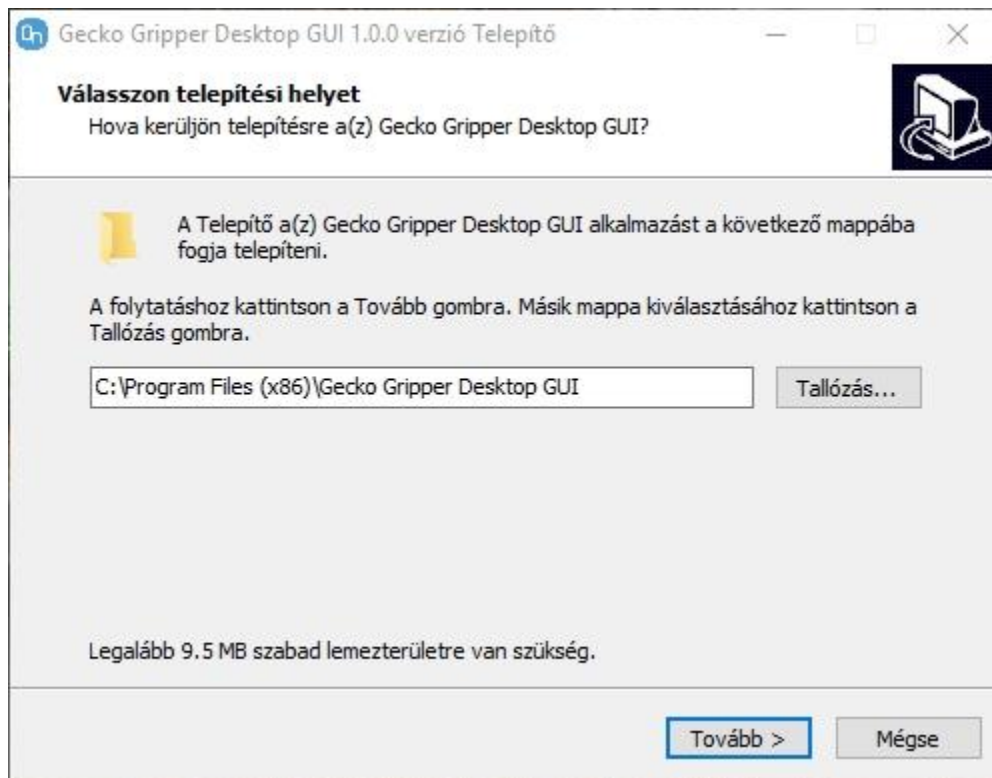 Gecko Gripper Desktop GUI 1.0.0 verzió Telepítő
Válasszon telepítési helyet
Hova kerüljön telepítésre a(z) Gecko Gripper Desktop GUI?
A Telepítő a(z) Gecko Gripper Desktop GUI alkalmazást a következő mappába
fogja telepíteni.
A folytatáshoz kattintson a Tovább gombra. Másik mappa kiválasztásához kattintson a
Tallózás gombra.
C:\Program Files (x86)\Gecko Gripper Desktop GUI
Tallózás...
Legalább 9.5 MB szabad lemezterületre van szükség.
Tovább >
Mégse